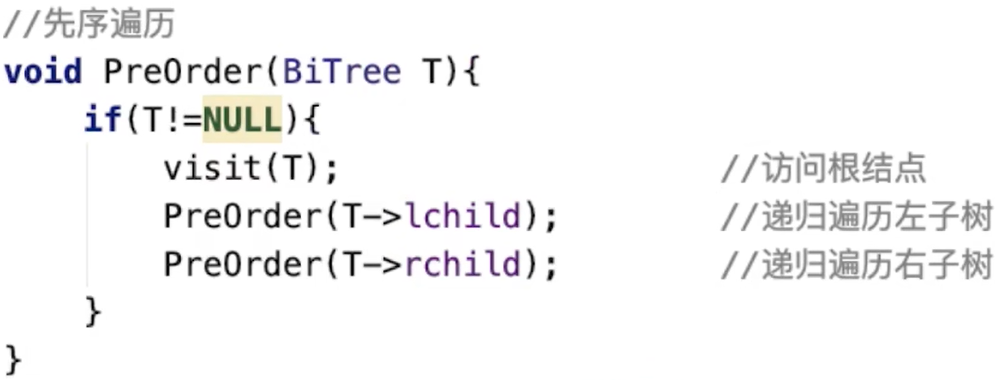 //先序遍历
void PreOrder(BiTree T){
    if(T!=NULL){
        visit(T);                    //访问根结点
        PreOrder(T->lchild);         //递归遍历左子树
        PreOrder(T->rchild);         //递归遍历右子树
    }
}